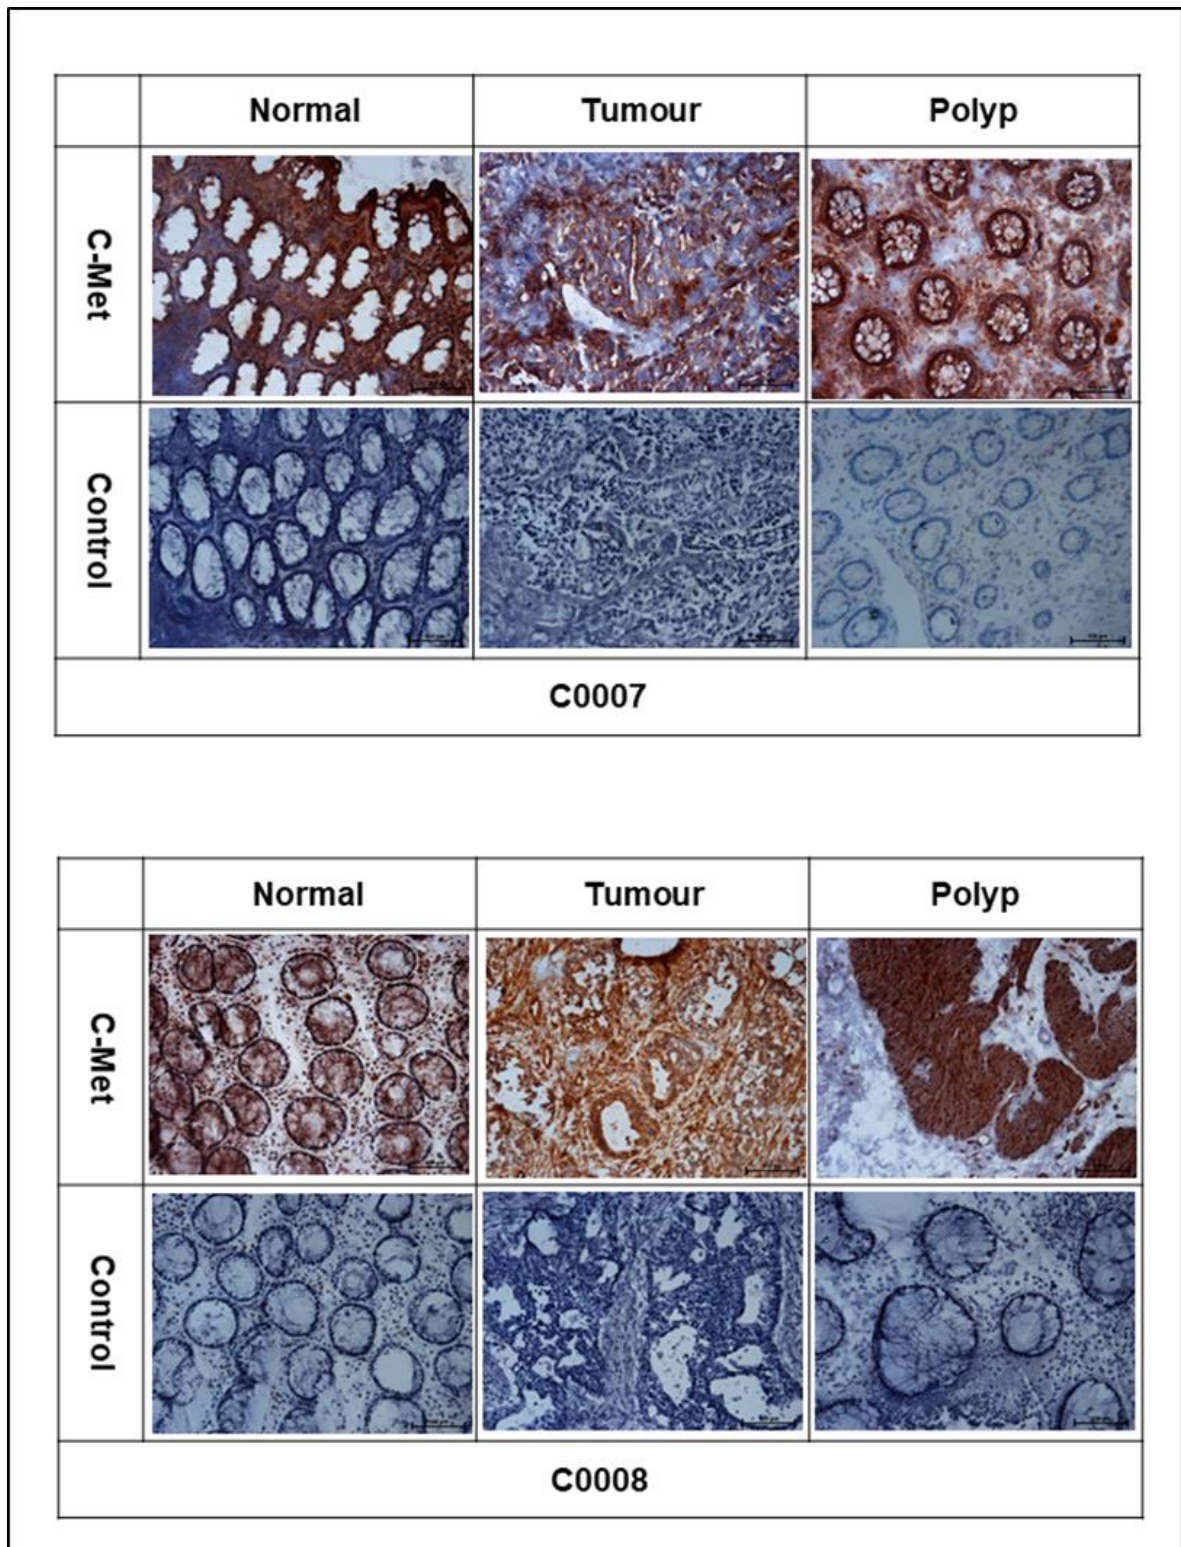 Normal Tumour Polyp
C-Met
Control
C0007
Normal Tumour Polyp
C-Met
Control
C0008